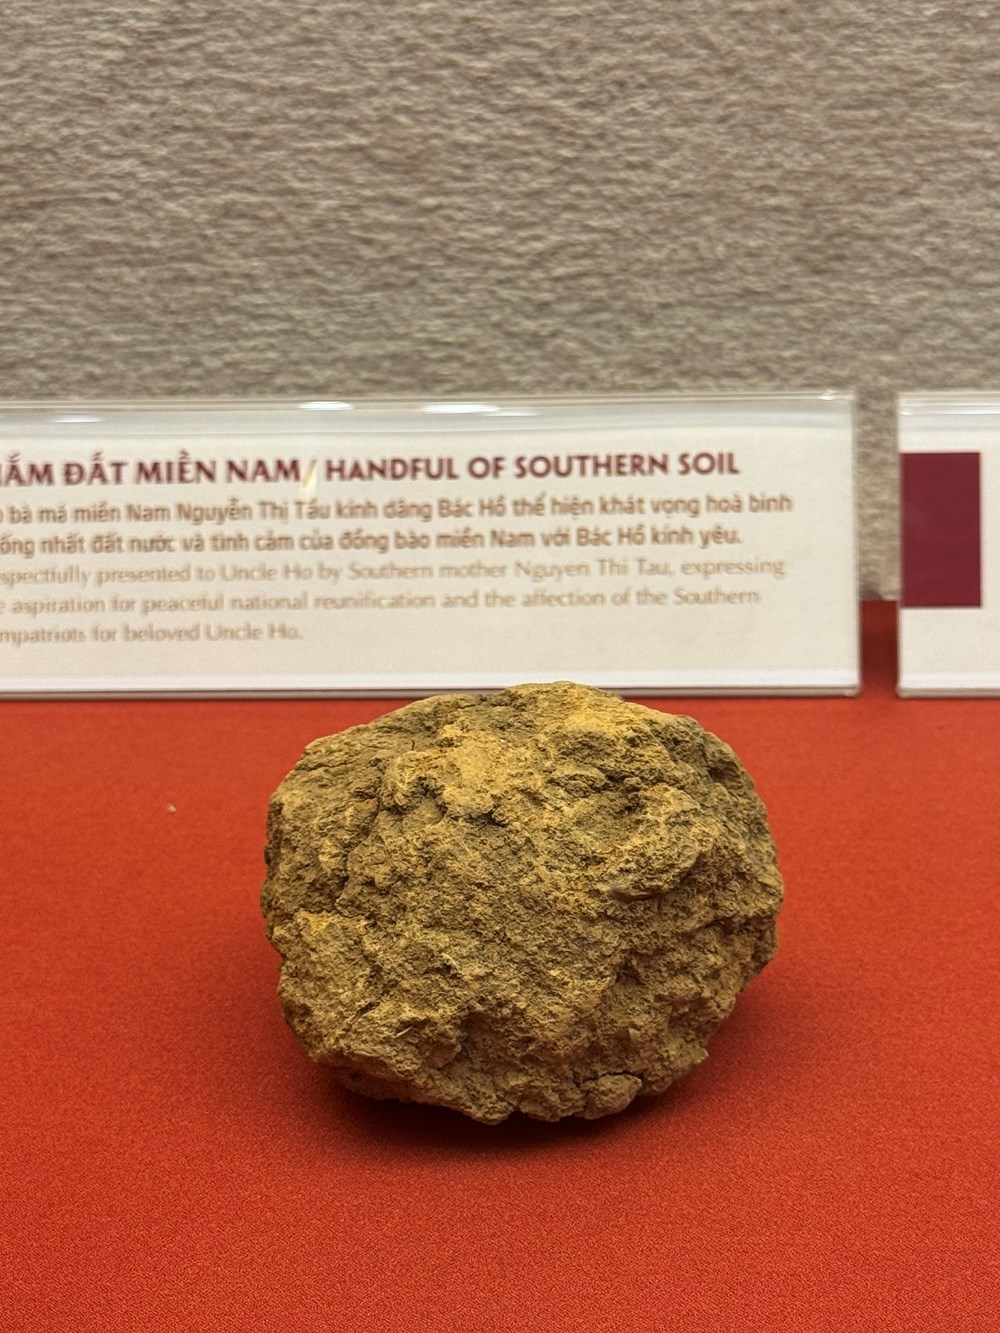 ẮM ĐẤT MIỀN NAM / HANDFUL OF SOUTHERN SOIL
bà má miền Nam Nguyễn Thị Tẩu kính dâng Bác Hồ thể hiện khát vọng hoà bình
ống nhất đất nước và tình cảm của đồng bào miền Nam với Bác Hồ kính yêu.
spectfully presented to Uncle Ho by Southern mother Nguyen Thi Tau, expressing
aspiration for peaceful national reunification and the affection of the Southern
mpatriots for beloved Uncle Ho.